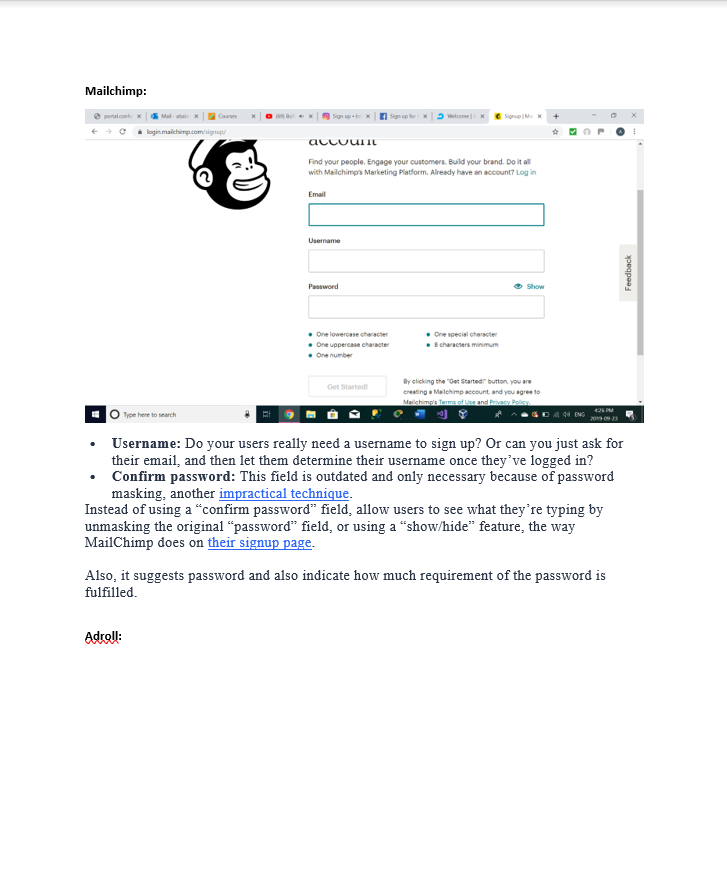 Mailchimp:
Mail -
Courses
Sign up •
Sign up for
Welcome |
Signup | M
login.mailchimp.com/signup/
account
Find your people. Engage your customers. Build your brand. Do it all
with Mailchimp's Marketing Platform. Already have an account? Log in
Email
Username
Password
Show
Feedback
• One lowercase character
• One special character
• One uppercase character
• 8 characters minimum
• One number
Get Started!
By clicking the "Get Started!" button, you are
creating a Mailchimp account, and you agree to
Mailchimp's Terms of Use and Privacy Policy.
Type here to search
ENG
4:26 PM
2019-09-23
• Username: Do your users really need a username to sign up? Or can you just ask for
their email, and then let them determine their username once they’ve logged in?
• Confirm password: This field is outdated and only necessary because of password
masking, another impractical technique.
Instead of using a “confirm password” field, allow users to see what they’re typing by
unmasking the original “password” field, or using a “show/hide” feature, the way
MailChimp does on their signup page.
Also, it suggests password and also indicate how much requirement of the password is
fulfilled.
Adroll: